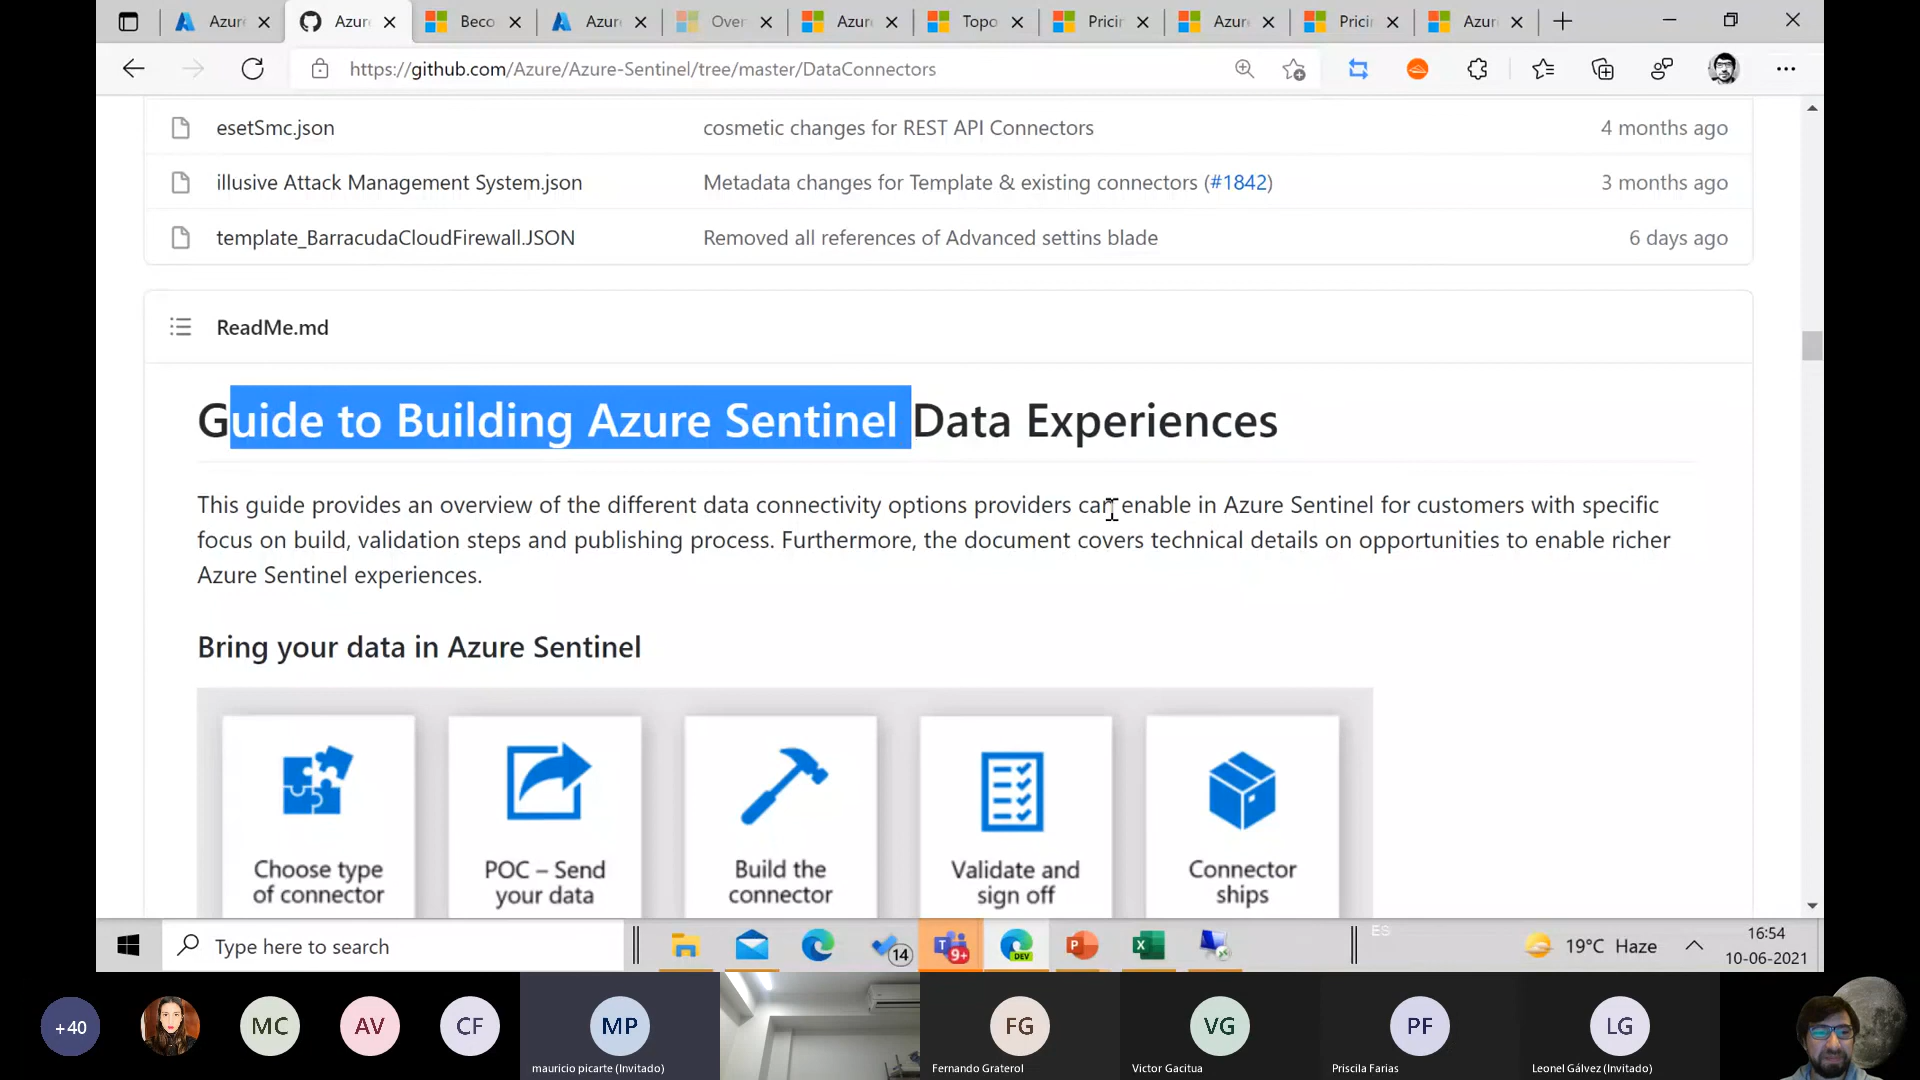 Azur
Azur
Beco
Azur
Over
Azur
Topo
Pricin
Azur
Pricin
Azur
https://github.com/Azure/Azure-Sentinel/tree/master/DataConnectors
esetSmc.json cosmetic changes for REST API Connectors 4 months ago
illusive Attack Management System.json Metadata changes for Template & existing connectors (#1842) 3 months ago
template_BarracudaCloudFirewall.JSON Removed all references of Advanced settins blade 6 days ago
ReadMe.md
Guide to Building Azure Sentinel Data Experiences
This guide provides an overview of the different data connectivity options providers can enable in Azure Sentinel for customers with specific
focus on build, validation steps and publishing process. Furthermore, the document covers technical details on opportunities to enable richer
Azure Sentinel experiences.
Bring your data in Azure Sentinel
Choose type
of connector
POC – Send
your data
Build the
connector
Validate and
sign off
Connector
ships
Type here to search
14
9+
DEV
ES
19°C Haze
16:54
10-06-2021
+40
MC
AV
CF
MP
mauricio picarte (Invitado)
FG
Fernando Graterol
VG
Victor Gacitua
PF
Priscila Farias
LG
Leonel Gálvez (Invitado)